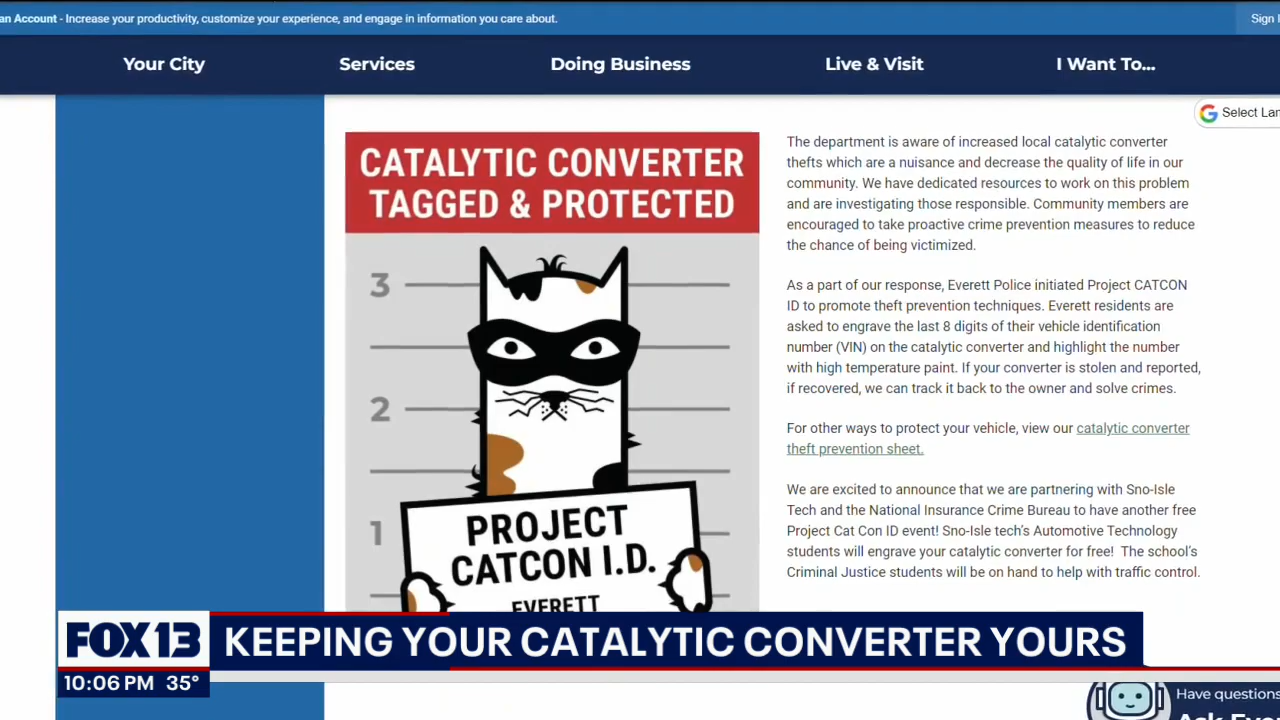 an Account - Increase your productivity, customize your experience, and engage in information you care about.
Sign
Your City
Services
Doing Business
Live & Visit
I Want To...
Select Lan
CATALYTIC CONVERTER
TAGGED & PROTECTED
3
2
1
PROJECT
CATCON I.D.
EVERETT
The department is aware of increased local catalytic converter
thefts which are a nuisance and decrease the quality of life in our
community. We have dedicated resources to work on this problem
and are investigating those responsible. Community members are
encouraged to take proactive crime prevention measures to reduce
the chance of being victimized.
As a part of our response, Everett Police initiated Project CATCON
ID to promote theft prevention techniques. Everett residents are
asked to engrave the last 8 digits of their vehicle identification
number (VIN) on the catalytic converter and highlight the number
with high temperature paint. If your converter is stolen and reported,
if recovered, we can track it back to the owner and solve crimes.
For other ways to protect your vehicle, view our catalytic converter
theft prevention sheet.
We are excited to announce that we are partnering with Sno-Isle
Tech and the National Insurance Crime Bureau to have another free
Project Cat Con ID event! Sno-Isle tech's Automotive Technology
students will engrave your catalytic converter for free!  The school's
Criminal Justice students will be on hand to help with traffic control.
FOX 13
KEEPING YOUR CATALYTIC CONVERTER YOURS
10:06 PM 35°
Have questions
Ask Eve